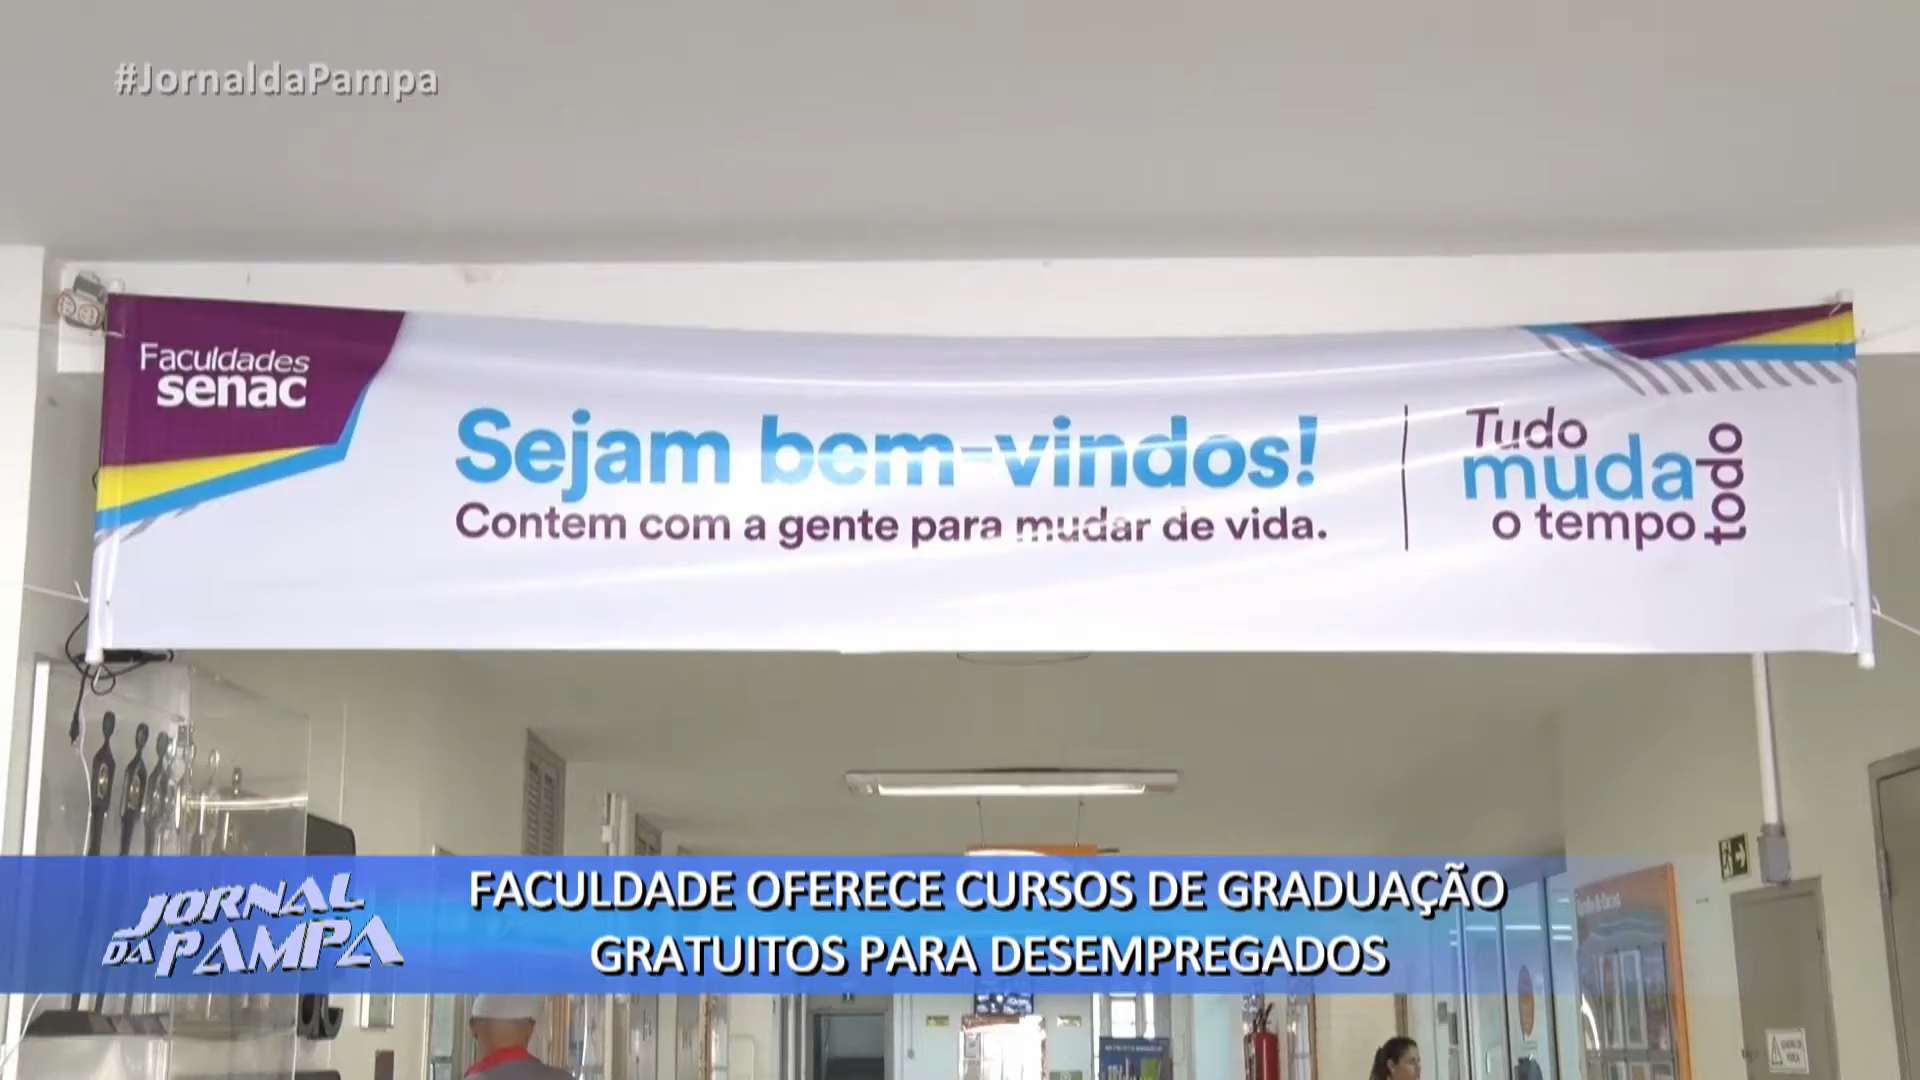 #JornaldaPampa
Faculdades
senac
Sejam bem-vindos!
Contem com a gente para mudar de vida.
Tudo
muda
o tempo
todo
JORNAL
DA PAMPA
FACULDADE OFERECE CURSOS DE GRADUAÇÃO
GRATUITOS PARA DESEMPREGADOS